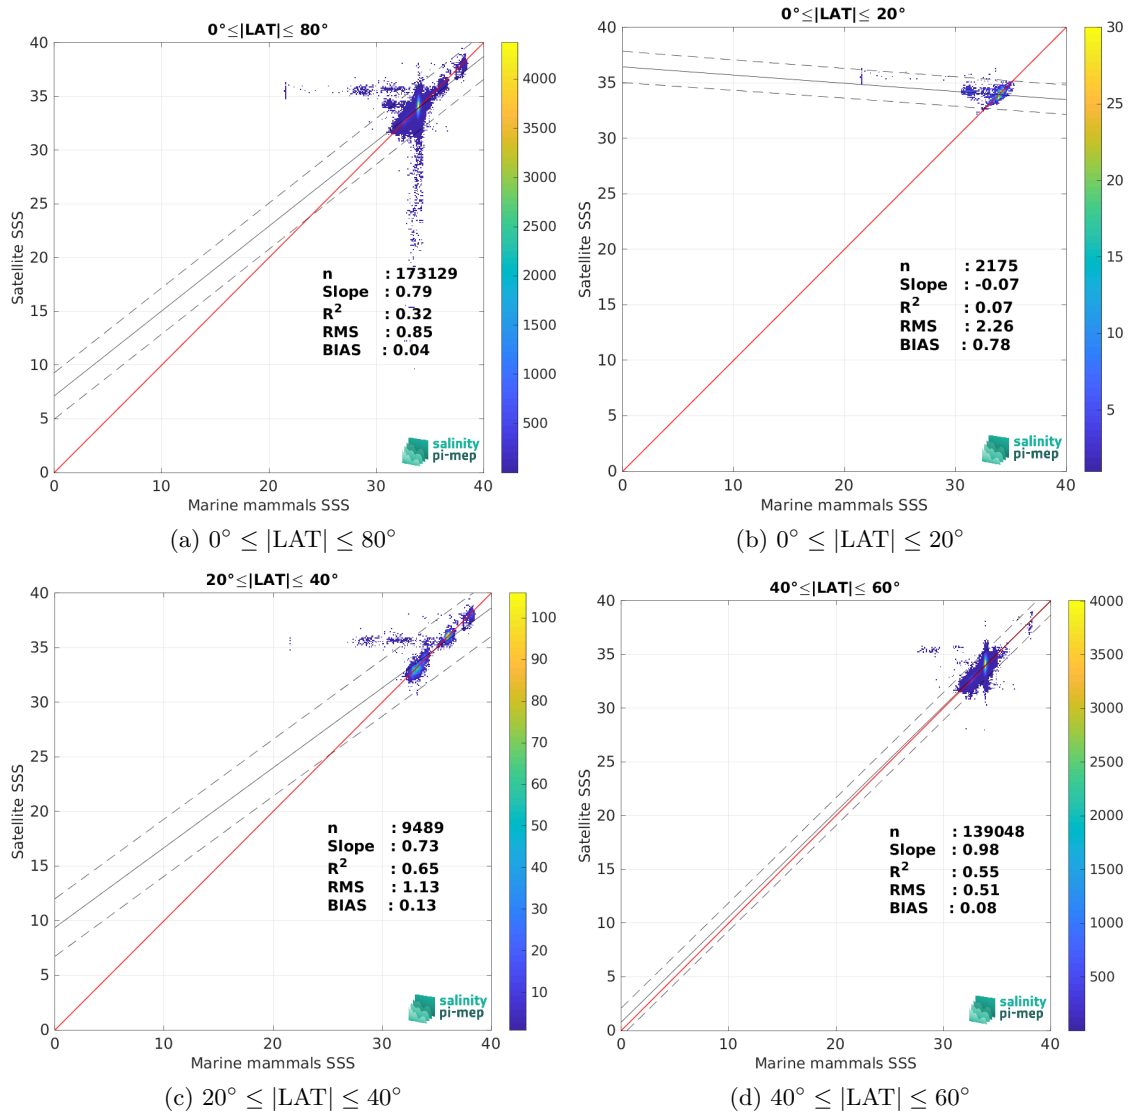 0°≤|LAT|≤ 80°
40
35
30
25
20
15
10
5
0
Satellite SSS
n : 173129
Slope : 0.79
R² : 0.32
RMS : 0.85
BIAS : 0.04
salinity
pi-mep
0 10 20 30 40
Marine mammals SSS
4000
3500
3000
2500
2000
1500
1000
500
(a) 0° ≤ |LAT| ≤ 80°
0°≤|LAT|≤ 20°
40
35
30
25
20
15
10
5
0
Satellite SSS
n : 2175
Slope : -0.07
R² : 0.07
RMS : 2.26
BIAS : 0.78
salinity
pi-mep
0 10 20 30 40
Marine mammals SSS
30
25
20
15
10
5
(b) 0° ≤ |LAT| ≤ 20°
20°≤|LAT|≤ 40°
40
35
30
25
20
15
10
5
0
Satellite SSS
n : 9489
Slope : 0.73
R² : 0.65
RMS : 1.13
BIAS : 0.13
salinity
pi-mep
0 10 20 30 40
Marine mammals SSS
100
90
80
70
60
50
40
30
20
10
(c) 20° ≤ |LAT| ≤ 40°
40°≤|LAT|≤ 60°
40
35
30
25
20
15
10
5
0
Satellite SSS
n : 139048
Slope : 0.98
R² : 0.55
RMS : 0.51
BIAS : 0.08
salinity
pi-mep
0 10 20 30 40
Marine mammals SSS
4000
3500
3000
2500
2000
1500
1000
500
(d) 40° ≤ |LAT| ≤ 60°